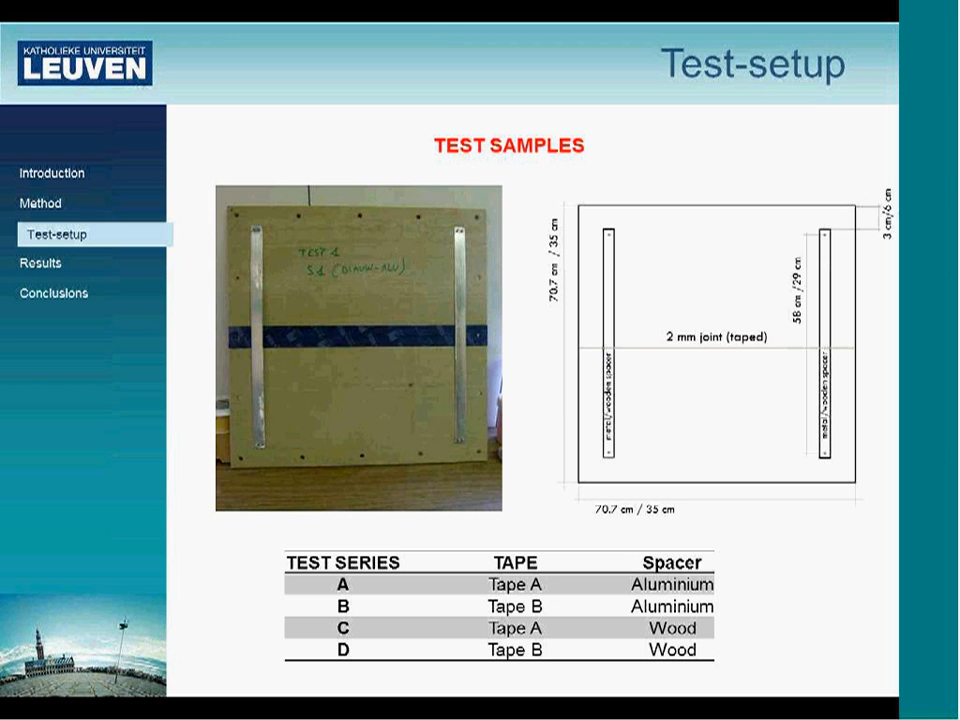 KATHOLIEKE UNIVERSITEIT
LEUVEN
Test-setup
Introduction
Method
Test-setup
Results
Conclusions
TEST SAMPLES
TEST 1
70.7 cm / 35 cm
3 cm/6 cm
58 cm /29 cm
2 mm joint (taped)
metal/wooden spacer
metal/wooden spacer
70.7 cm / 35 cm
TEST SERIES TAPE Spacer
A Tape A Aluminium
B Tape B Aluminium
C Tape A Wood
D Tape B Wood